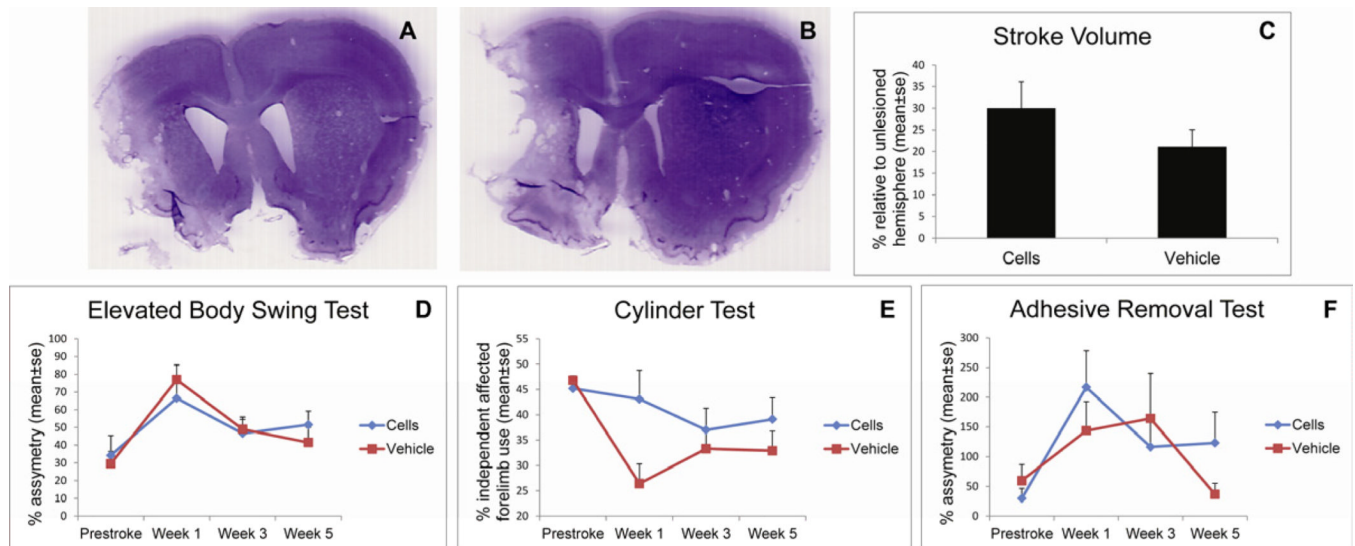 A
B
Stroke Volume
C
% relative to unlesioned
hemisphere (mean±se)
40
35
30
25
20
15
10
5
0
Cells
Vehicle
Elevated Body Swing Test
D
% assymetry (mean±se)
100
90
80
70
60
50
40
30
20
10
0
Prestroke Week 1 Week 3 Week 5
Cells
Vehicle
Cylinder Test
E
% independent affected
forelimb use (mean±se)
55
50
45
40
35
30
25
20
Prestroke Week 1 Week 3 Week 5
Cells
Vehicle
Adhesive Removal Test
F
% assymetry (mean±se)
300
250
200
150
100
50
0
Prestroke Week 1 Week 3 Week 5
Cells
Vehicle